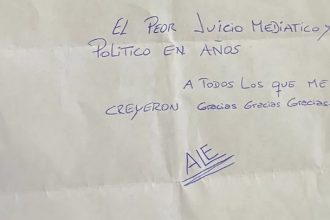 EL PEOR JUICIO MEDIATICO Y
POLITICO EN AÑOS
A TODOS LOS QUE ME
CREYERON Gracias Gracias Gracias
ALE